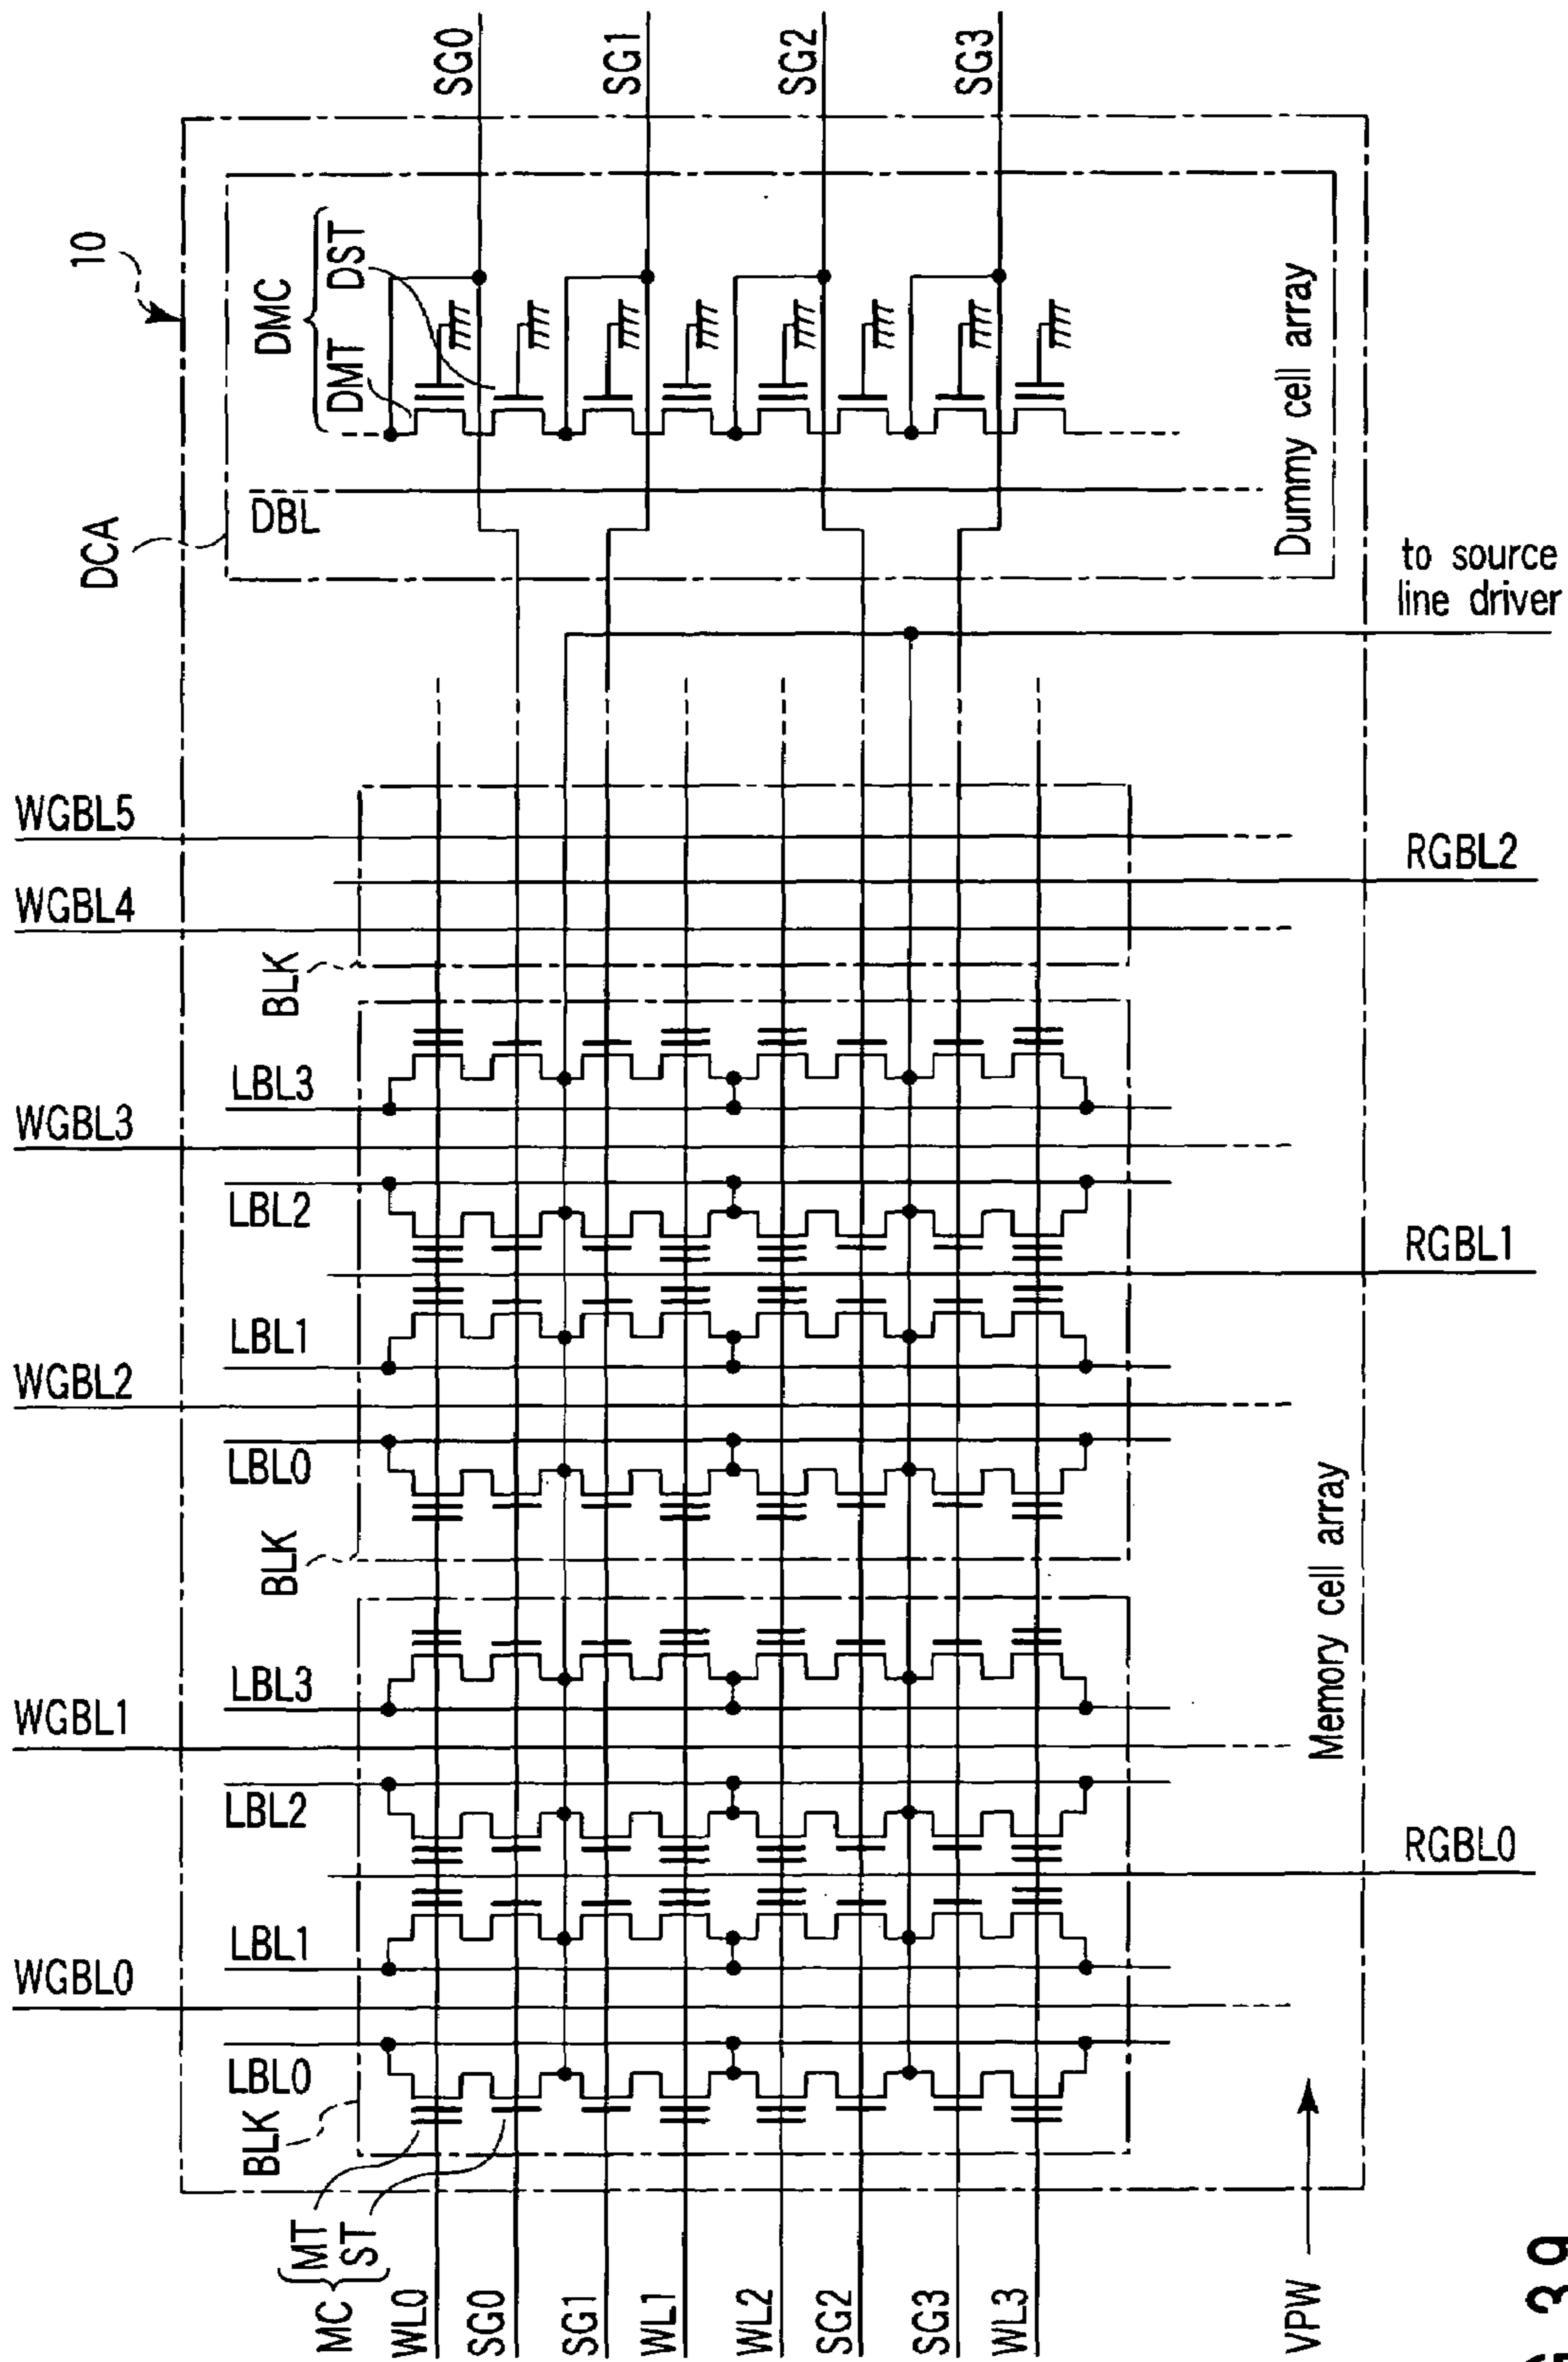 10
SG0
SG1
SG2
SG3
DMC
DMT
DST
DCA
DBL
Dummy cell array
to source
line driver
WGBL5
RGBL2
WGBL4
BLK
LBL3
WGBL3
LBL2
RGBL1
LBL1
WGBL2
LBL0
BLK
LBL3
WGBL1
Memory cell array
LBL2
RGBL0
LBL1
WGBL0
LBL0
BLK
MC
MT
ST
WL0
SG0
SG1
WL1
WL2
SG2
SG3
WL3
VPW
39